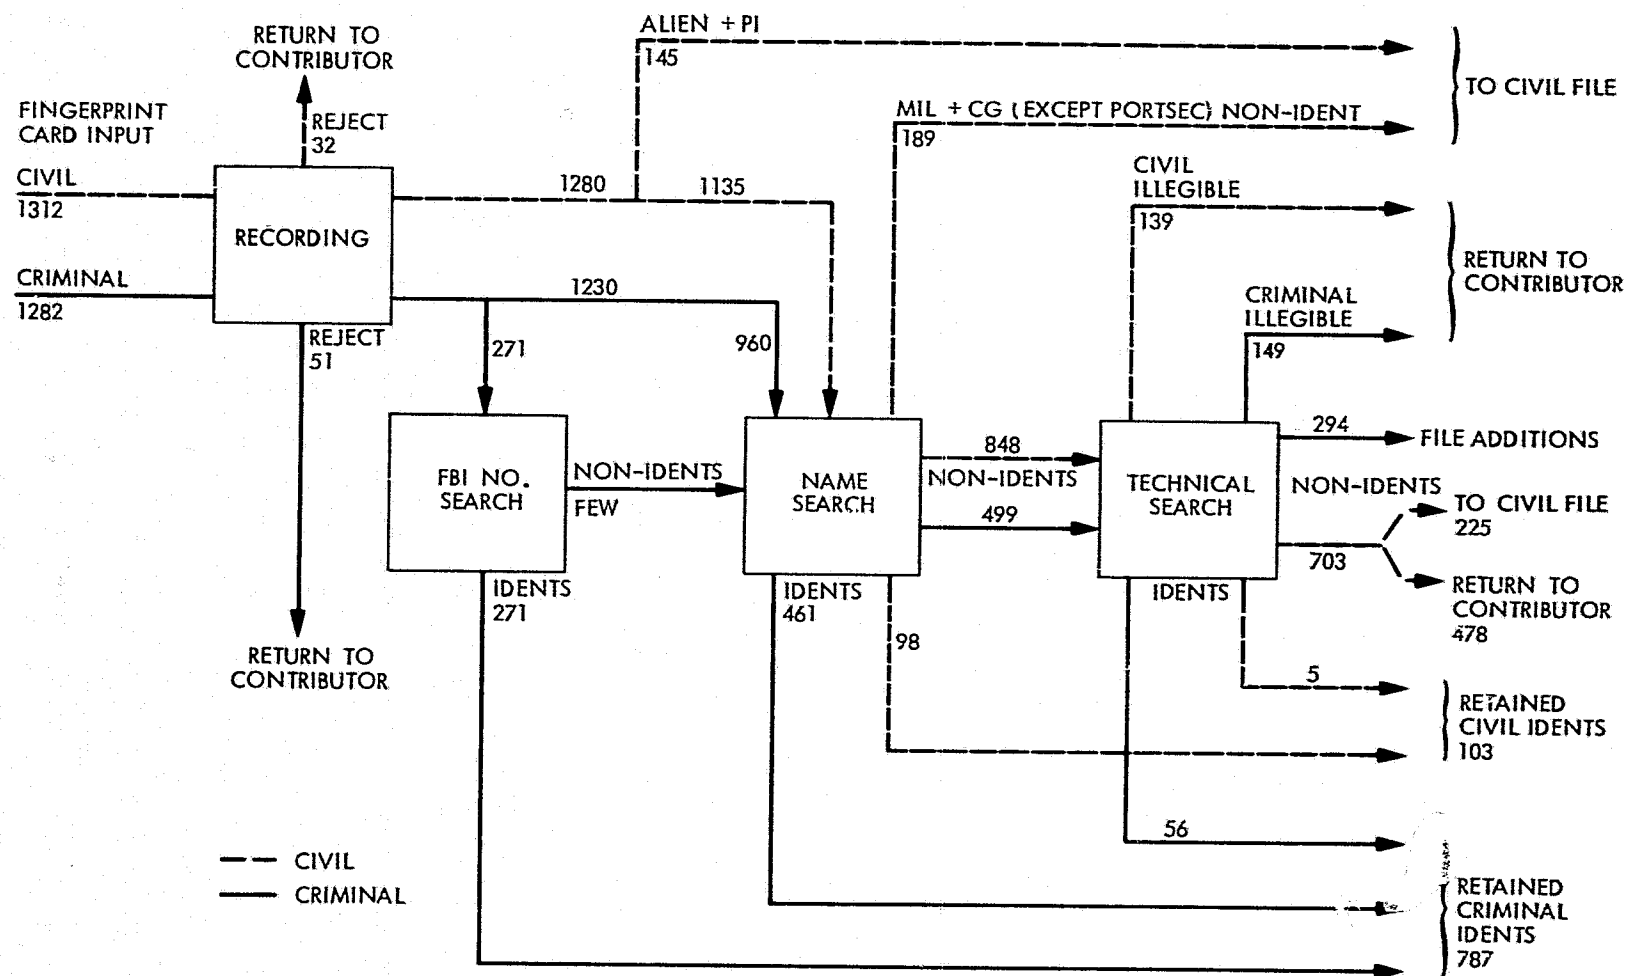 ALIEN + PI
145
RETURN TO
CONTRIBUTOR
TO CIVIL FILE
FINGERPRINT
CARD INPUT
REJECT
32
MIL + CG (EXCEPT PORTSEC) NON-IDENT
189
CIVIL
1312
1280
1135
CIVIL
ILLEGIBLE
139
RECORDING
RETURN TO
CONTRIBUTOR
CRIMINAL
1282
1230
CRIMINAL
ILLEGIBLE
149
REJECT
51
271
960
294
FILE ADDITIONS
FBI NO.
SEARCH
NON-IDENTS
FEW
NAME
SEARCH
848
NON-IDENTS
499
TECHNICAL
SEARCH
NON-IDENTS
703
TO CIVIL FILE
225
RETURN TO
CONTRIBUTOR
478
IDENTS
271
IDENTS
461
98
IDENTS
RETURN TO
CONTRIBUTOR
5
RETAINED
CIVIL IDENTS
103
56
CIVIL
CRIMINAL
RETAINED
CRIMINAL
IDENTS
787